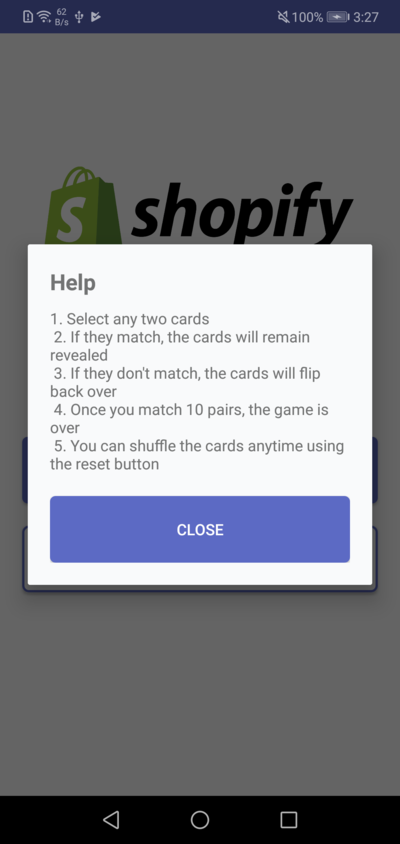 62
B/s
100%
3:27
S
shopify
Help
1. Select any two cards
2. If they match, the cards will remain
revealed
3. If they don't match, the cards will flip
back over
4. Once you match 10 pairs, the game is
over
5. You can shuffle the cards anytime using
the reset button
CLOSE